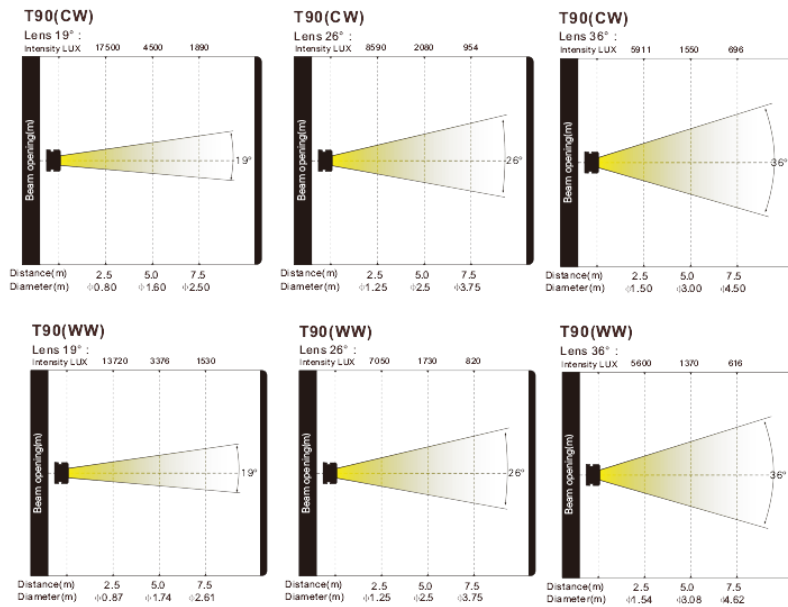 T90(CW)
Lens 19° :
Intensity LUX 17500 4500 1890
Beam opening(m)
19°
Distance(m) 2.5 5.0 7.5
Diameter(m) ϕ0.80 ϕ1.60 ϕ2.50
T90(CW)
Lens 26° :
Intensity LUX 8590 2080 954
Beam opening(m)
26°
Distance(m) 2.5 5.0 7.5
Diameter(m) ϕ1.25 ϕ2.5 ϕ3.75
T90(CW)
Lens 36° :
Intensity LUX 5911 1550 696
Beam opening(m)
36°
Distance(m) 2.5 5.0 7.5
Diameter(m) ϕ1.50 ϕ3.00 ϕ4.50
T90(WW)
Lens 19° :
Intensity LUX 13720 3376 1530
Beam opening(m)
19°
Distance(m) 2.5 5.0 7.5
Diameter(m) ϕ0.87 ϕ1.74 ϕ2.61
T90(WW)
Lens 26° :
Intensity LUX 7050 1730 820
Beam opening(m)
26°
Distance(m) 2.5 5.0 7.5
Diameter(m) ϕ1.25 ϕ2.5 ϕ3.75
T90(WW)
Lens 36° :
Intensity LUX 5600 1370 616
Beam opening(m)
36°
Distance(m) 2.5 5.0 7.5
Diameter(m) ϕ1.54 ϕ3.08 ϕ4.62